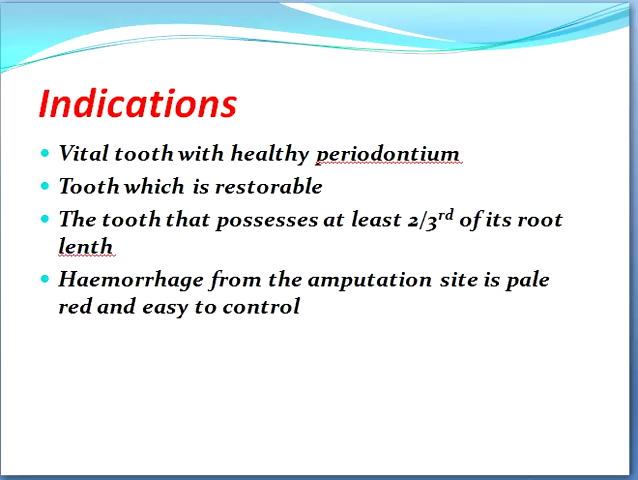 Indications
Vital tooth with healthy periodontium
Tooth which is restorable
The tooth that possesses at least 2/3rd of its root
lenth
Haemorrhage from the amputation site is pale
red and easy to control